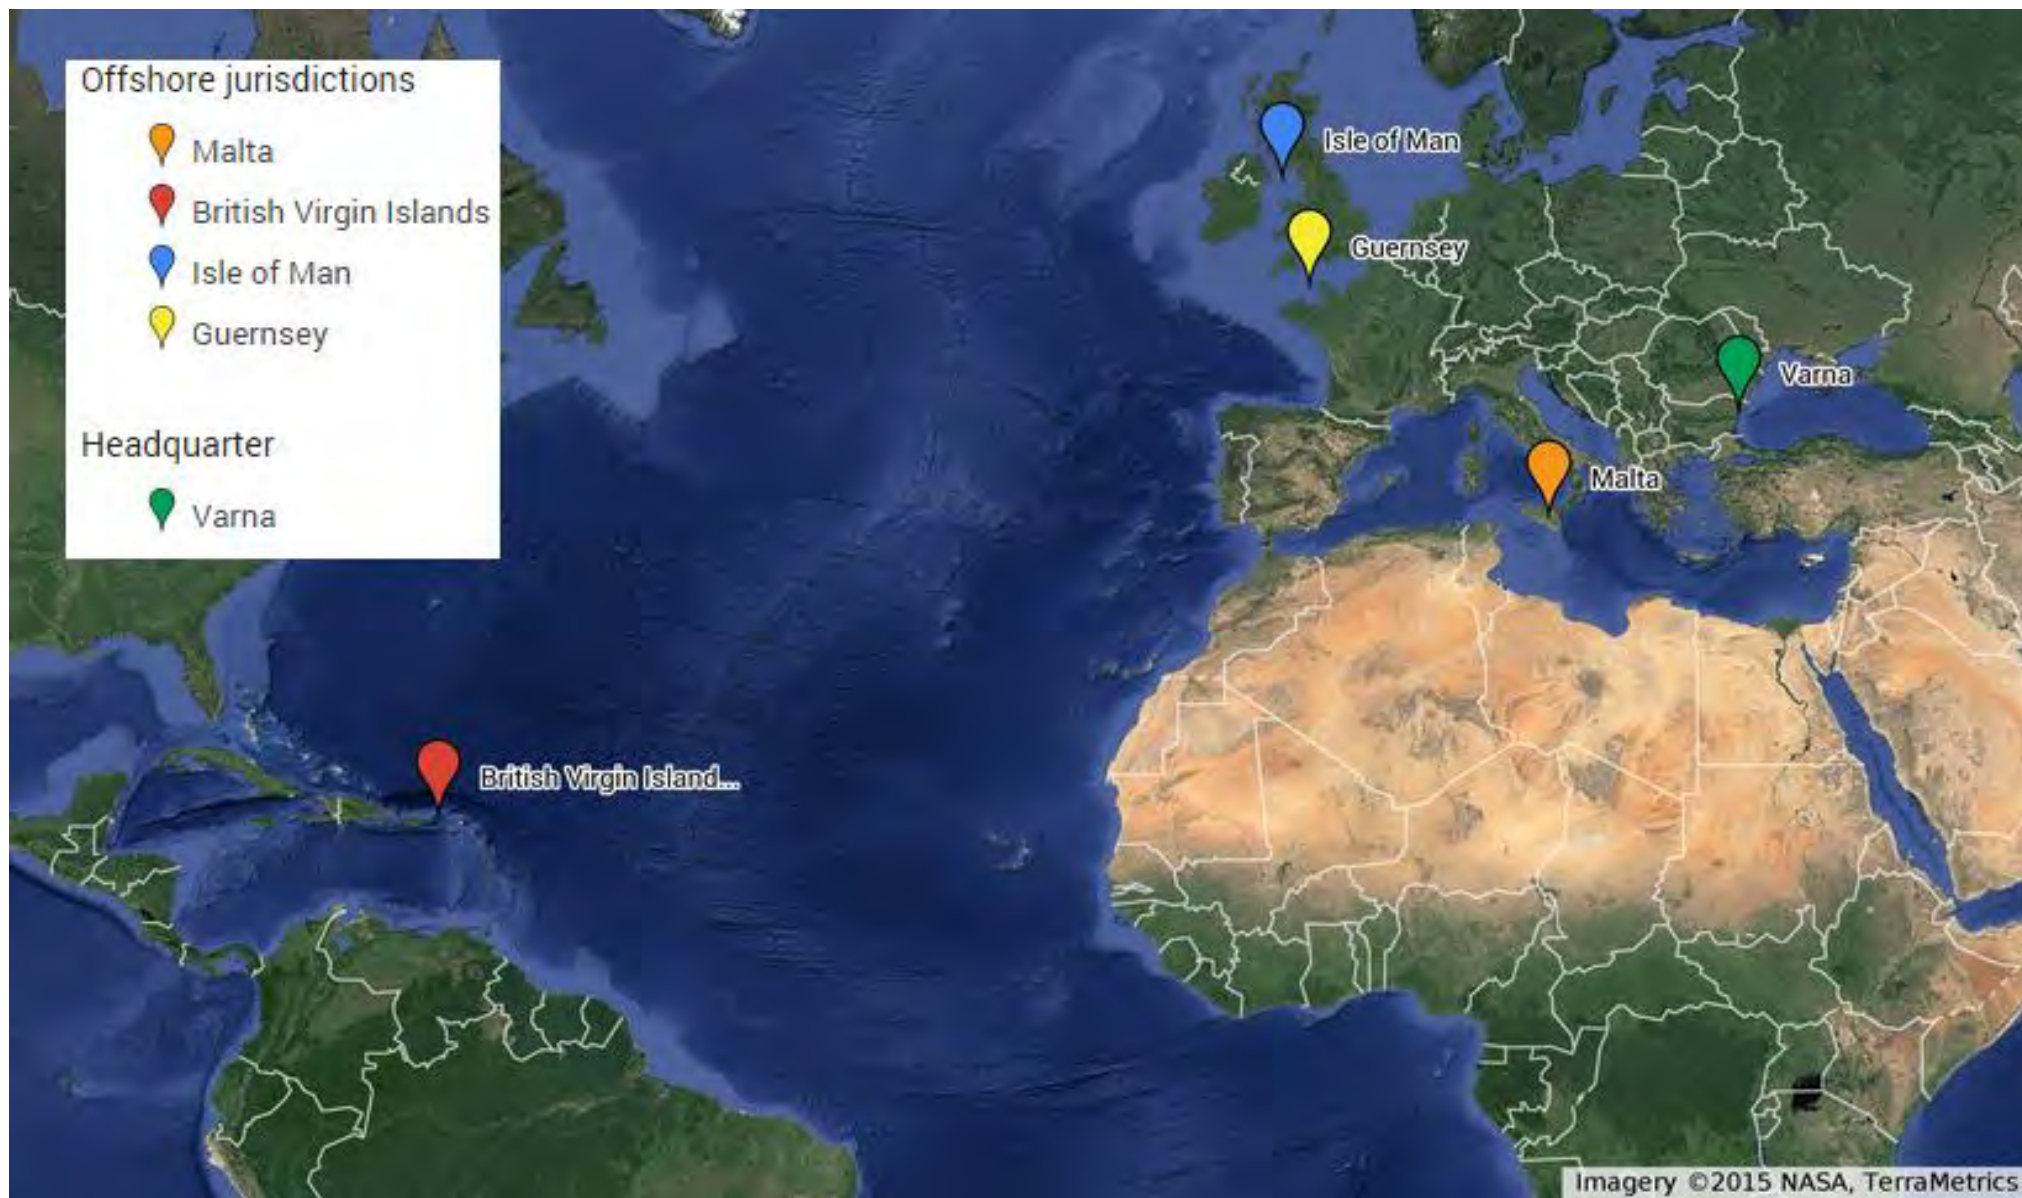 Offshore jurisdictions
Malta
British Virgin Islands
Isle of Man
Guernsey
Headquarter
Varna
Isle of Man
Guernsey
Varna
Malta
British Virgin Island...
Imagery ©2015 NASA, TerraMetrics